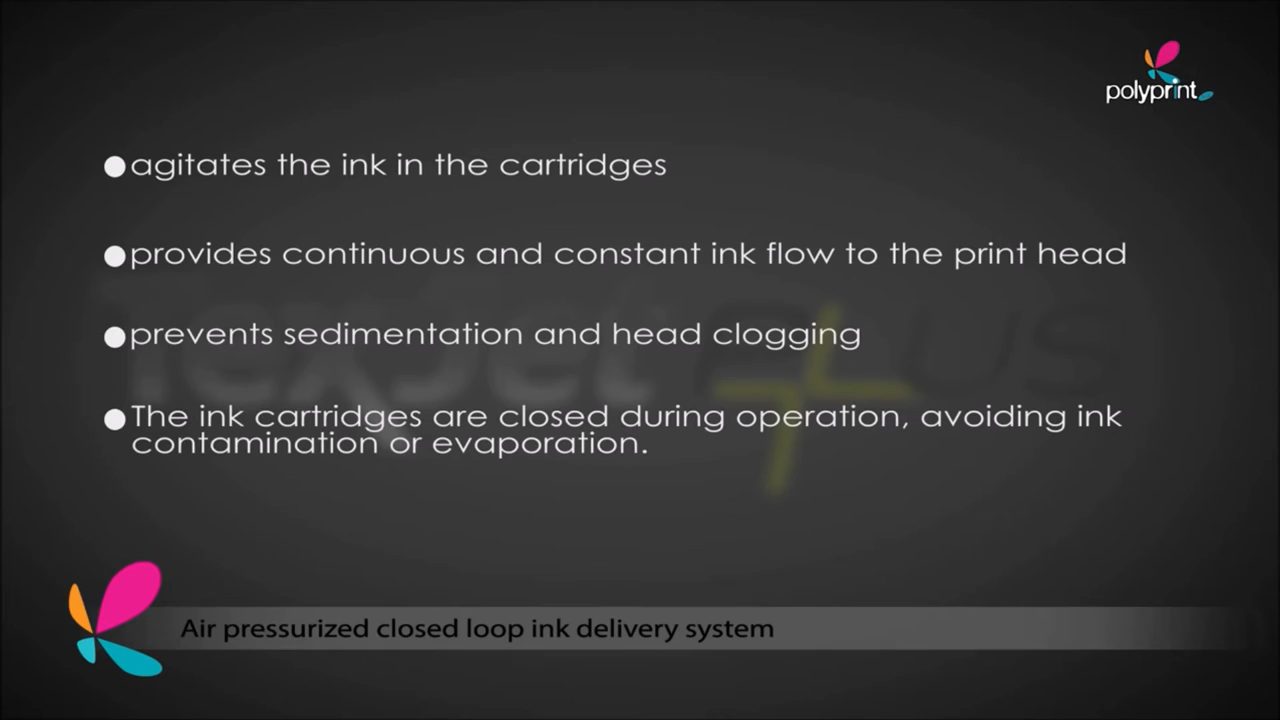 polyprint
●agitates the ink in the cartridges
●provides continuous and constant ink flow to the print head
●prevents sedimentation and head clogging
●The ink cartridges are closed during operation, avoiding ink
contamination or evaporation.
TexJet PLUS
Air pressurized closed loop ink delivery system